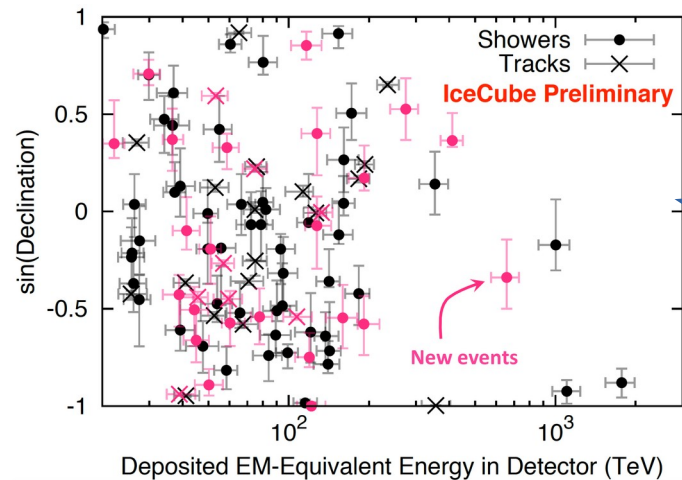 1
Showers
Tracks
IceCube Preliminary
0.5
0
-0.5
-1
sin(Declination)
New events
10²
10³
Deposited EM-Equivalent Energy in Detector (TeV)